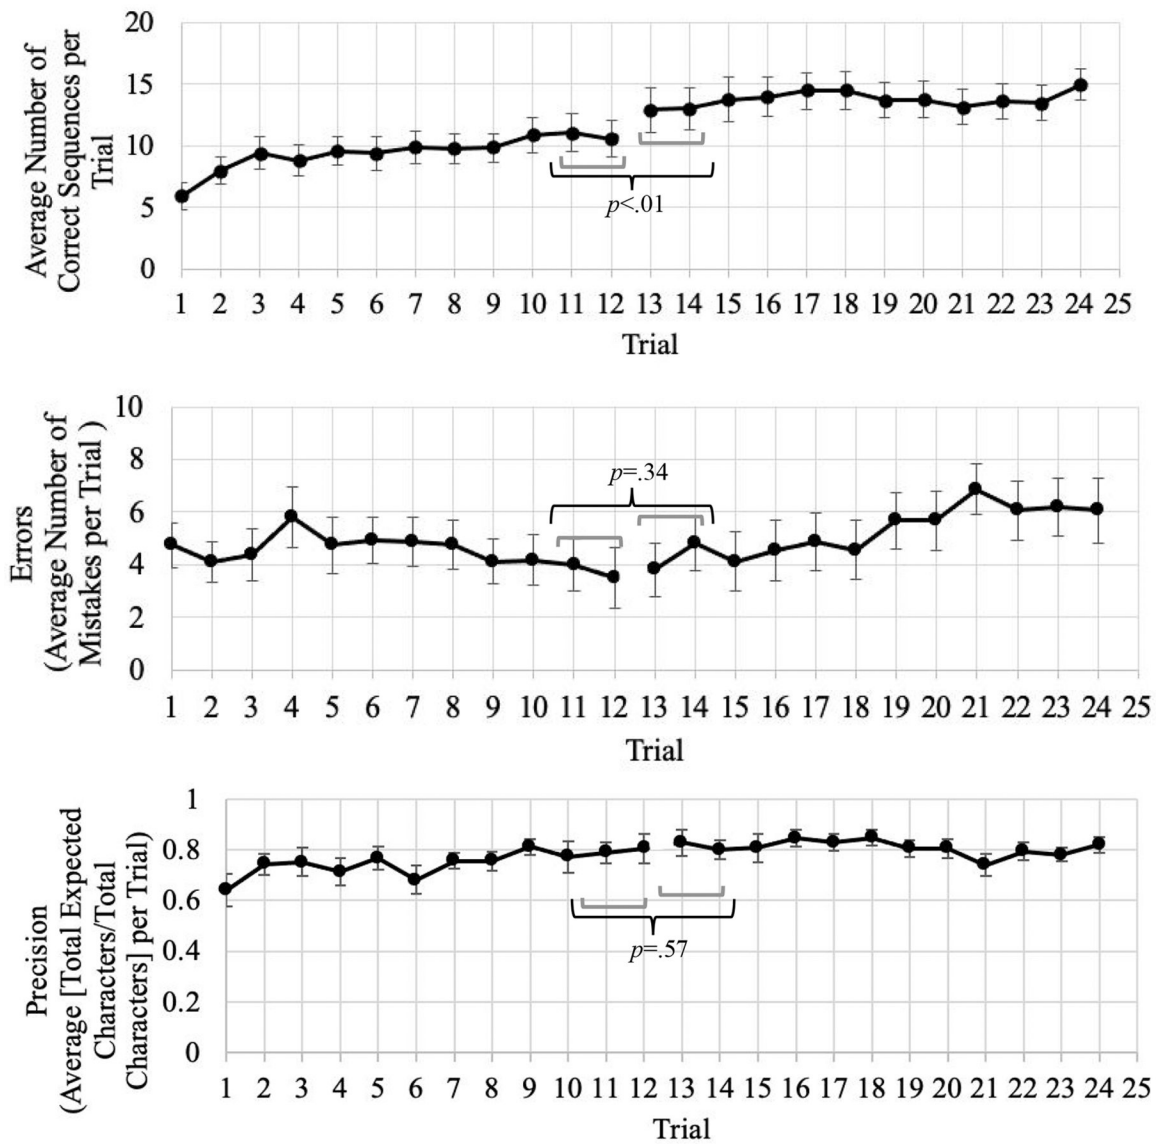 Average Number of
Correct Sequences per
Trial
20
15
10
5
0
p<.01
1 2 3 4 5 6 7 8 9 10 11 12 13 14 15 16 17 18 19 20 21 22 23 24 25
Trial
Errors
(Average Number of
Mistakes per Trial )
10
8
6
4
2
0
p=.34
1 2 3 4 5 6 7 8 9 10 11 12 13 14 15 16 17 18 19 20 21 22 23 24 25
Trial
Precision
(Average [Total Expected
Characters/Total
Characters] per Trial)
1
0.8
0.6
0.4
0.2
0
p=.57
1 2 3 4 5 6 7 8 9 10 11 12 13 14 15 16 17 18 19 20 21 22 23 24 25
Trial